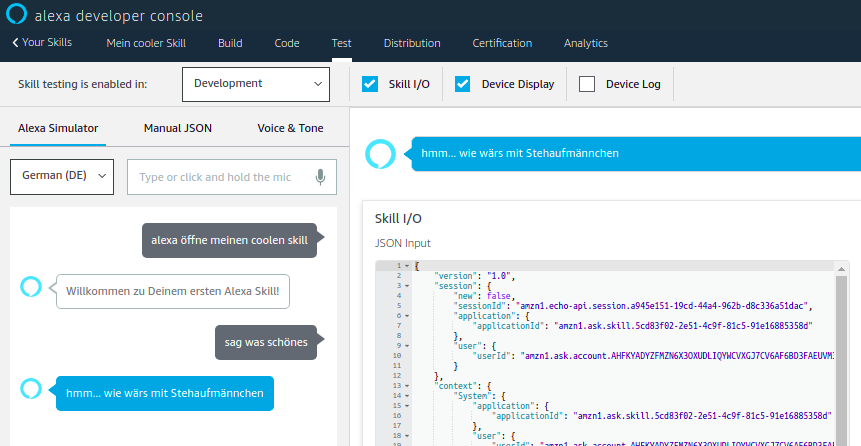 alexa developer console
Your Skills Mein cooler Skill Build Code Test Distribution Certification Analytics
Skill testing is enabled in: Development Skill I/O Device Display Device Log
Alexa Simulator Manual JSON Voice & Tone
German (DE) Type or click and hold the mic
alexa öffne meinen coolen skill
Willkommen zu Deinem ersten Alexa Skill!
sag was schönes
hmm... wie wärs mit Stehaufmännchen
hmm... wie wärs mit Stehaufmännchen
Skill I/O
JSON Input
1 {
2 "version": "1.0",
3 "session": {
4 "new": false,
5 "sessionId": "amzn1.echo-api.session.a945e151-19cd-44a4-962b-d8c336a51dac",
6 "application": {
7 "applicationId": "amzn1.ask.skill.5cd83f02-2e51-4c9f-81c5-91e16885358d"
8 },
9 "user": {
10 "userId": "amzn1.ask.account.AHFKYADYZFMZN6X3OXUDLIQYWCVXGJ7CV6AF6BD3FAEUVM
11 }
12 },
13 "context": {
14 "System": {
15 "application": {
16 "applicationId": "amzn1.ask.skill.5cd83f02-2e51-4c9f-81c5-91e16885358d"
17 },
18 "user": {